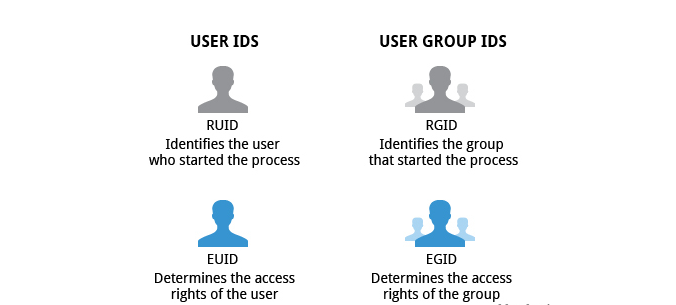 USER IDS
USER GROUP IDS
RUID
Identifies the user
who started the process
RGID
Identifies the group
that started the process
EUID
Determines the access
rights of the user
EGID
Determines the access
rights of the group